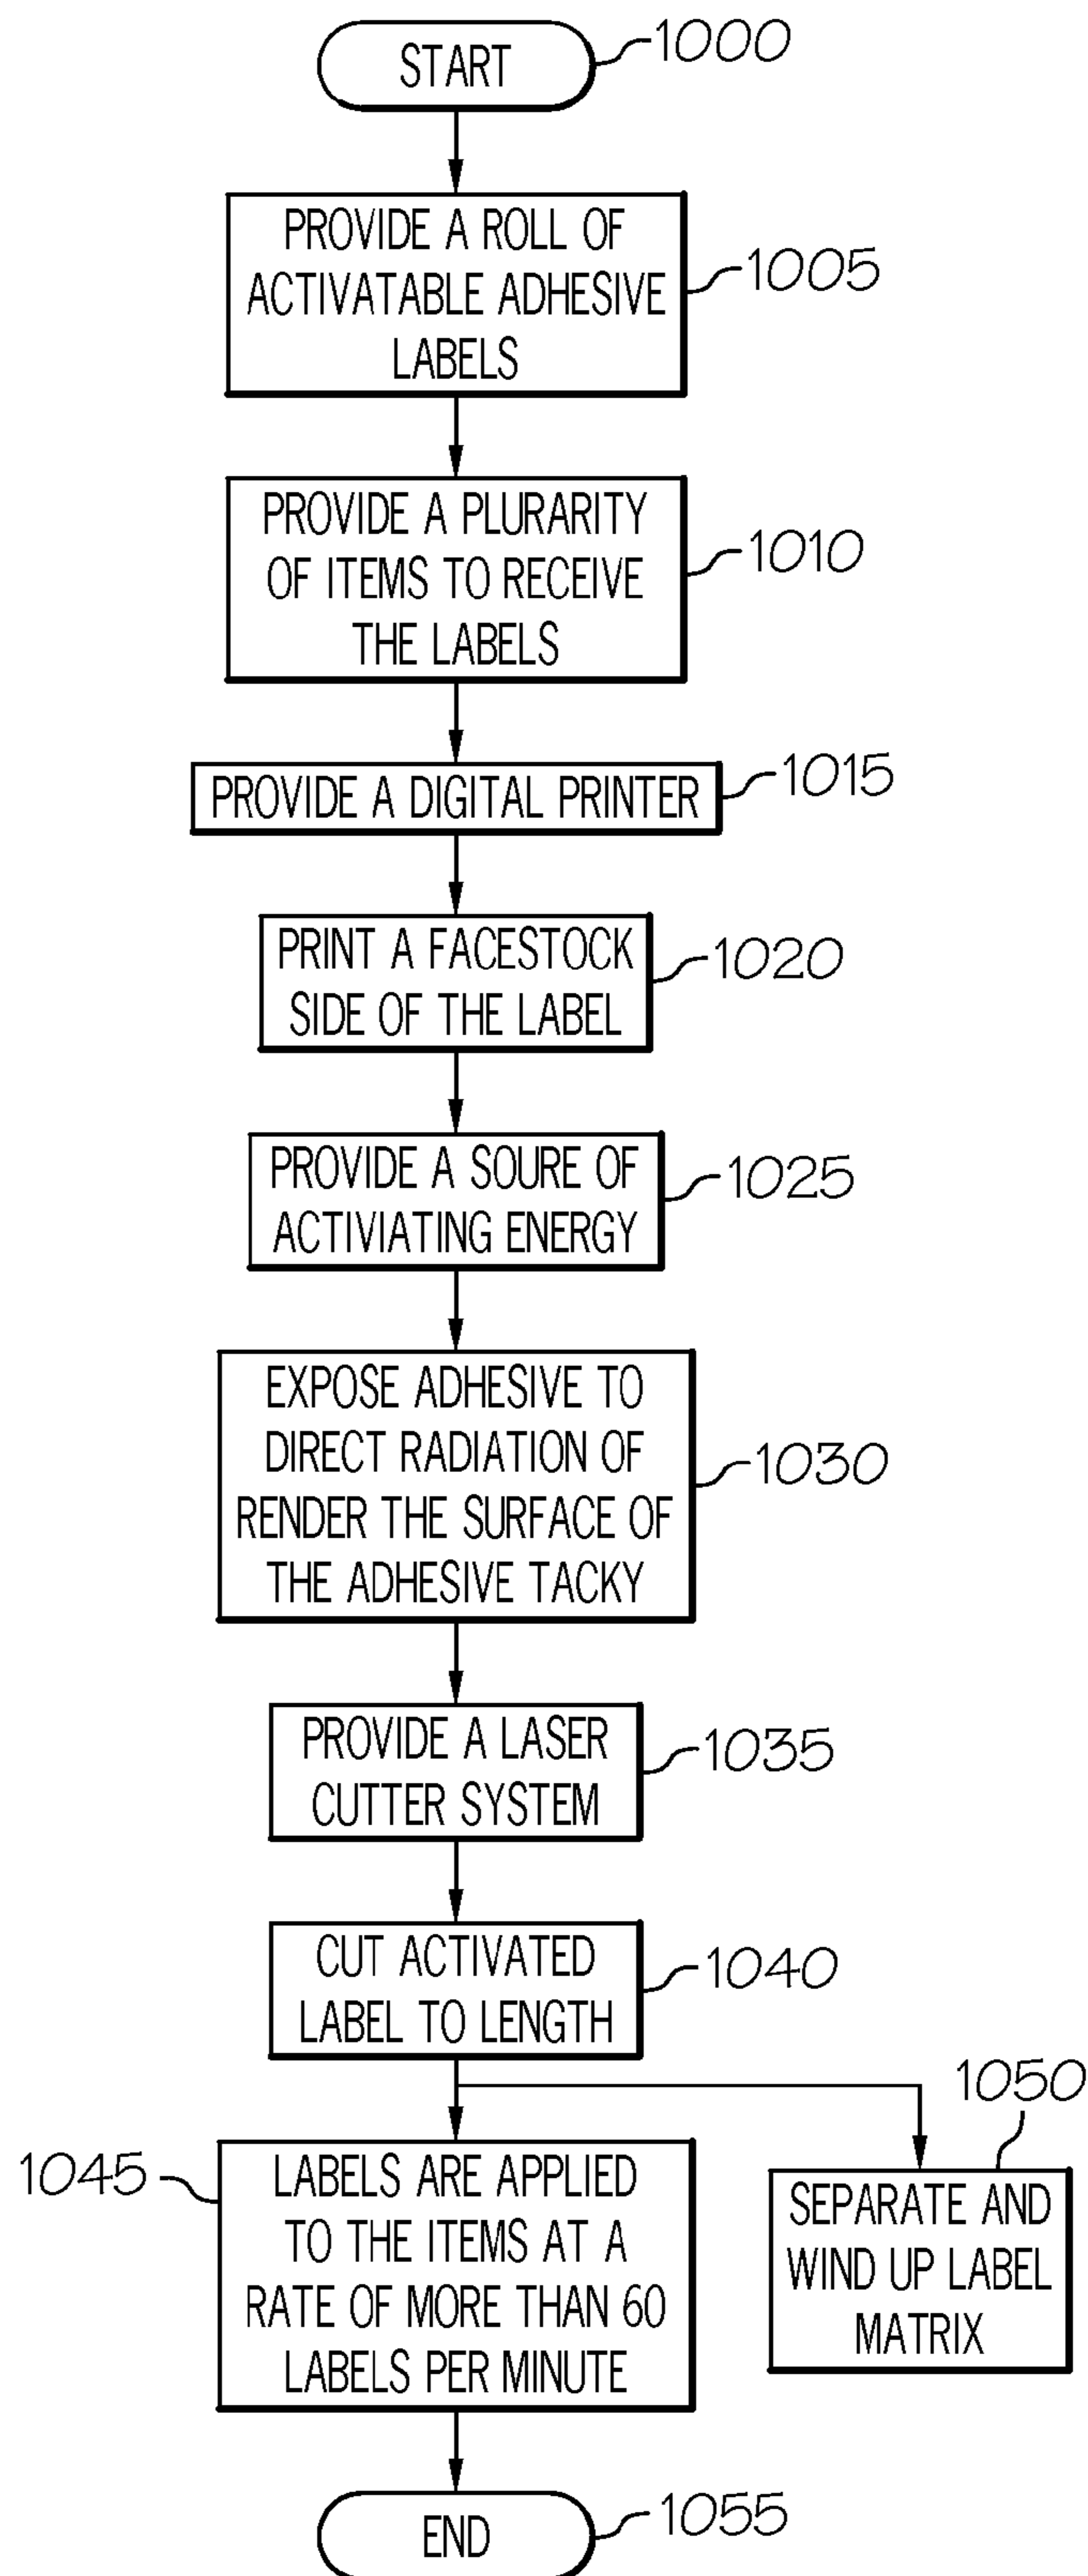 START
1000
PROVIDE A ROLL OF
ACTIVATABLE ADHESIVE
LABELS
1005
PROVIDE A PLURARITY
OF ITEMS TO RECEIVE
THE LABELS
1010
PROVIDE A DIGITAL PRINTER
1015
PRINT A FACESTOCK
SIDE OF THE LABEL
1020
PROVIDE A SOURE OF
ACTIVIATING ENERGY
1025
EXPOSE ADHESIVE TO
DIRECT RADIATION OF
RENDER THE SURFACE OF
THE ADHESIVE TACKY
1030
PROVIDE A LASER
CUTTER SYSTEM
1035
CUT ACTIVATED
LABEL TO LENGTH
1040
1045
LABELS ARE APPLIED
TO THE ITEMS AT A
RATE OF MORE THAN 60
LABELS PER MINUTE
1050
SEPARATE AND
WIND UP LABEL
MATRIX
END
1055